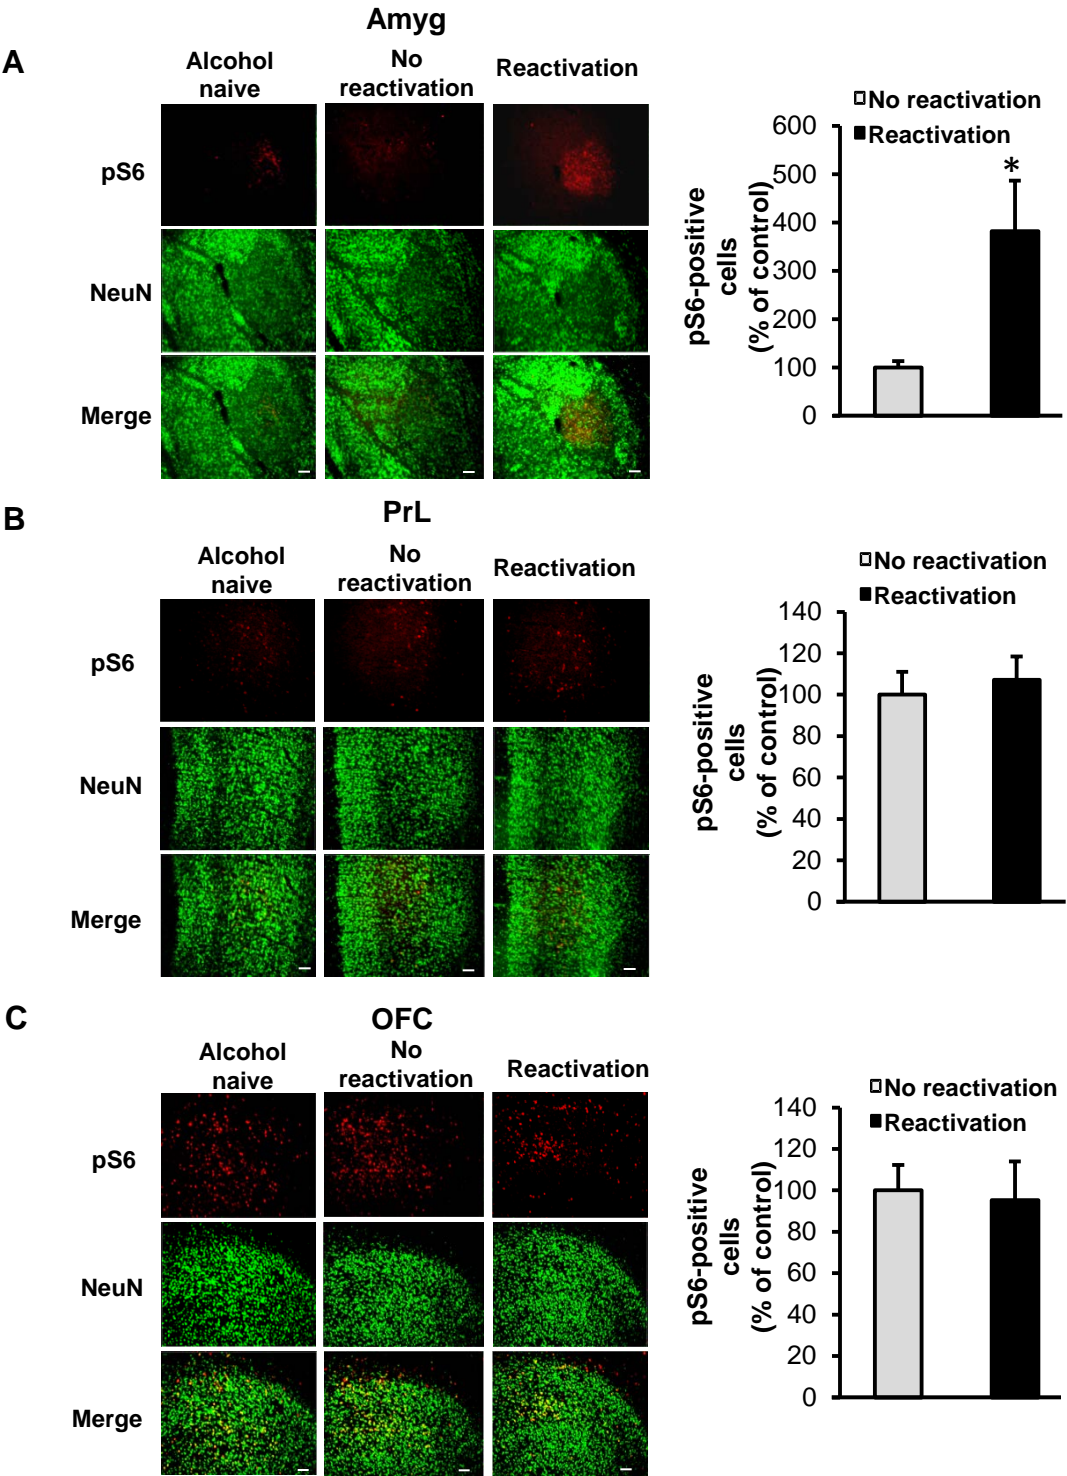 Amyg
A
Alcohol
naive
No
reactivation
Reactivation
pS6
NeuN
Merge
No reactivation
Reactivation
pS6-positive
cells
(% of control)
600
500
400
300
200
100
0
*
PrL
B
Alcohol
naive
No
reactivation
Reactivation
pS6
NeuN
Merge
No reactivation
Reactivation
pS6-positive
cells
(% of control)
140
120
100
80
60
40
20
0
OFC
C
Alcohol
naive
No
reactivation
Reactivation
pS6
NeuN
Merge
No reactivation
Reactivation
pS6-positive
cells
(% of control)
140
120
100
80
60
40
20
0